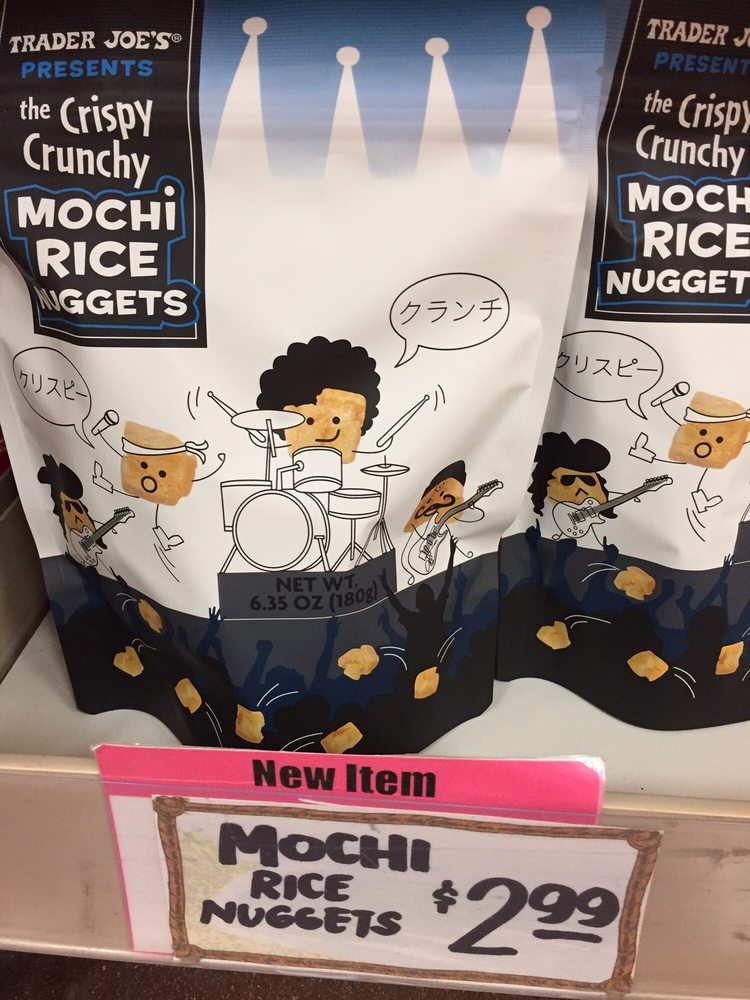 TRADER JOE'S®
PRESENTS
the Crispy
Crunchy
MOCHi
RICE
NUGGETS
クランチ
クリスピー
NET WT.
6.35 OZ (180g)
TRADER
PRESENT
the Crispy
Crunchy
MOCH
RICE
NUGGET
クリスピー
New Item
MOCHI
RICE
NUGGETS
$2.99